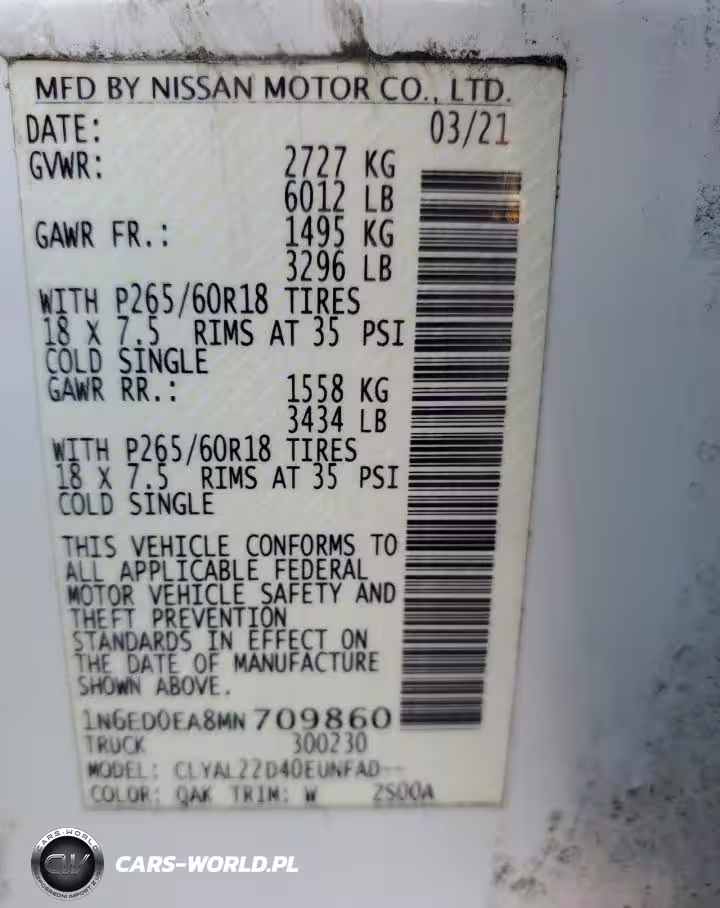 MFD BY NISSAN MOTOR CO., LTD.
DATE: 03/21
GVWR: 2727 KG
6012 LB
GAWR FR.: 1495 KG
3296 LB
WITH P265/60R18 TIRES
18 X 7.5 RIMS AT 35 PSI
COLD SINGLE
GAWR RR.: 1558 KG
3434 LB
WITH P265/60R18 TIRES
18 X 7.5 RIMS AT 35 PSI
COLD SINGLE
THIS VEHICLE CONFORMS TO
ALL APPLICABLE FEDERAL
MOTOR VEHICLE SAFETY AND
THEFT PREVENTION
STANDARDS IN EFFECT ON
THE DATE OF MANUFACTURE
SHOWN ABOVE.
1N6ED0EA8MN709860
TRUCK 300230
MODEL: CLYAL22D40EUNFAD--
COLOR: QAK TRIM: W 2S00A
CARS-WORLD
CW
CARS-WORLD.PL